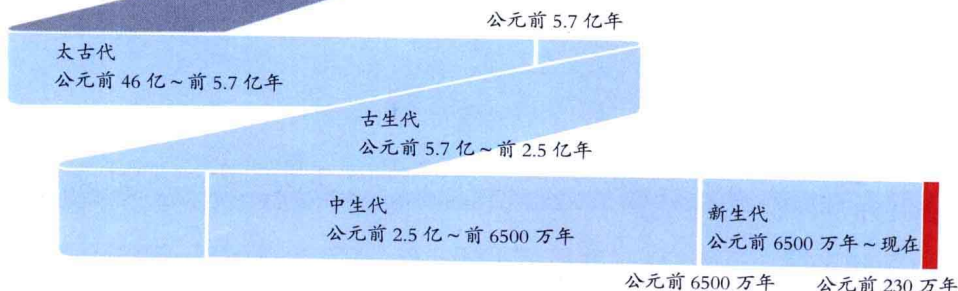 公元前 5.7 亿年
太古代
公元前 46 亿~前 5.7 亿年
古生代
公元前 5.7 亿~前 2.5 亿年
中生代
公元前 2.5 亿~前 6500 万年
新生代
公元前 6500 万年~现在
公元前 6500 万年
公元前 230 万年